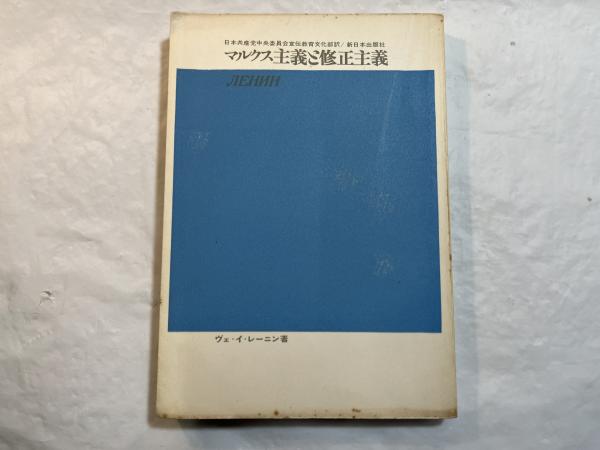 日本共産党中央委員会宣伝教育文化部訳/新日本出版社
マルクス主義と修正主義
ЛЕНИН
ヴェ・イ・レーニン著